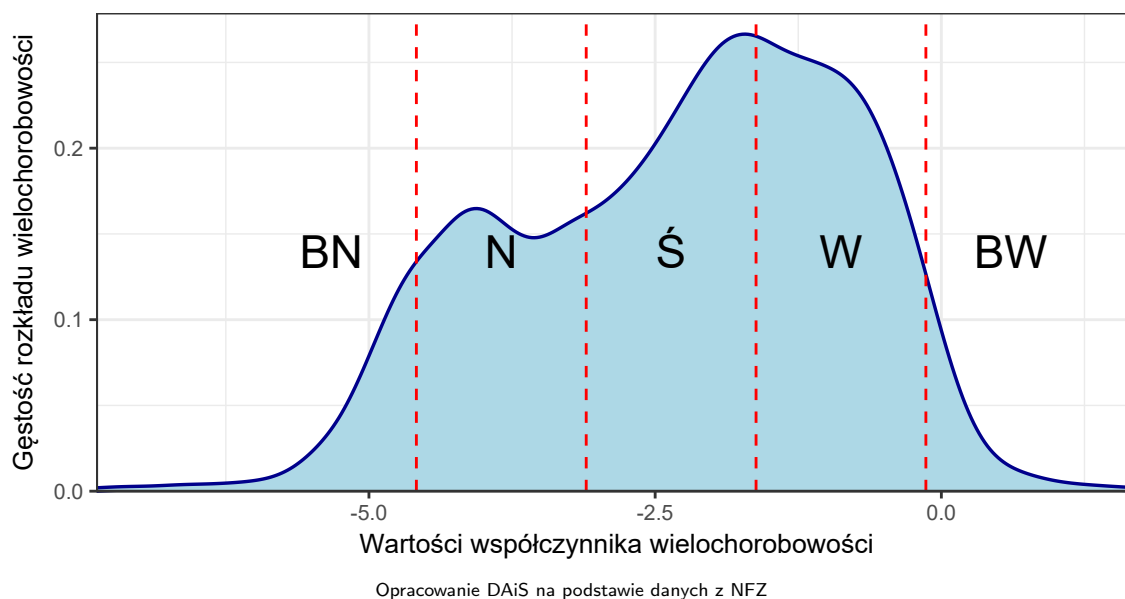 Gęstość rozkładu wielochorobowości
0.2
0.1
0.0
BN N Ś W BW
-5.0 -2.5 0.0
Wartości współczynnika wielochorobowości
Opracowanie DAiS na podstawie danych z NFZ